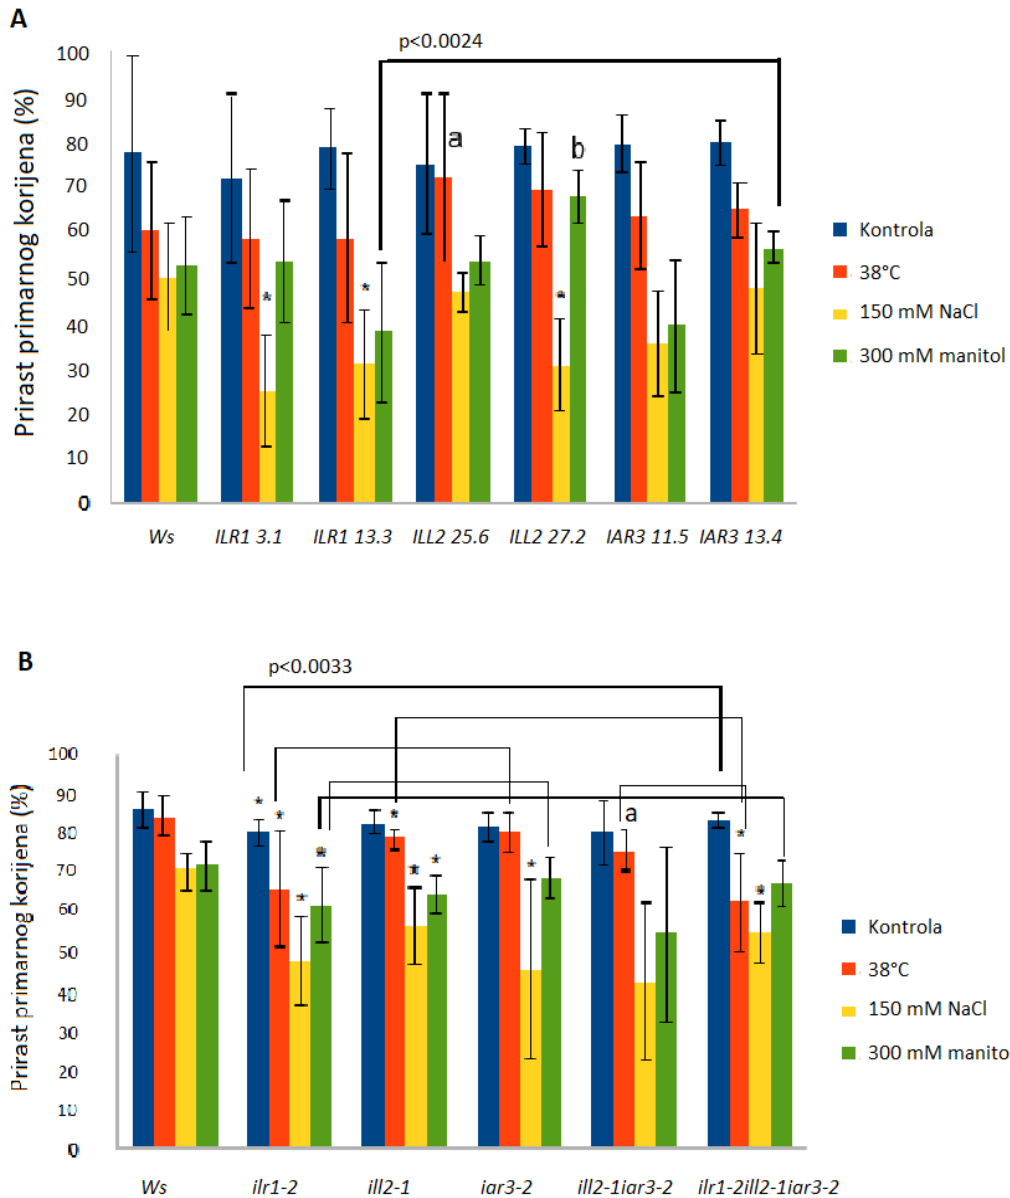 A
p<0.0024
Prirast primarnog korijena (%)
100
90
80
70
60
50
40
30
20
10
0
a
b
*
*
*
Kontrola
38°C
150 mM NaCl
300 mM manitol
Ws
ILR1 3.1
ILR1 13.3
ILL2 25.6
ILL2 27.2
IAR3 11.5
IAR3 13.4
B
p<0.0033
Prirast primarnog korijena (%)
100
90
80
70
60
50
40
30
20
10
0
*
*
*
*
*
*
*
*
a
*
*
Kontrola
38°C
150 mM NaCl
300 mM manito
Ws
ilr1-2
ill2-1
iar3-2
ill2-1iar3-2
ilr1-2ill2-1iar3-2